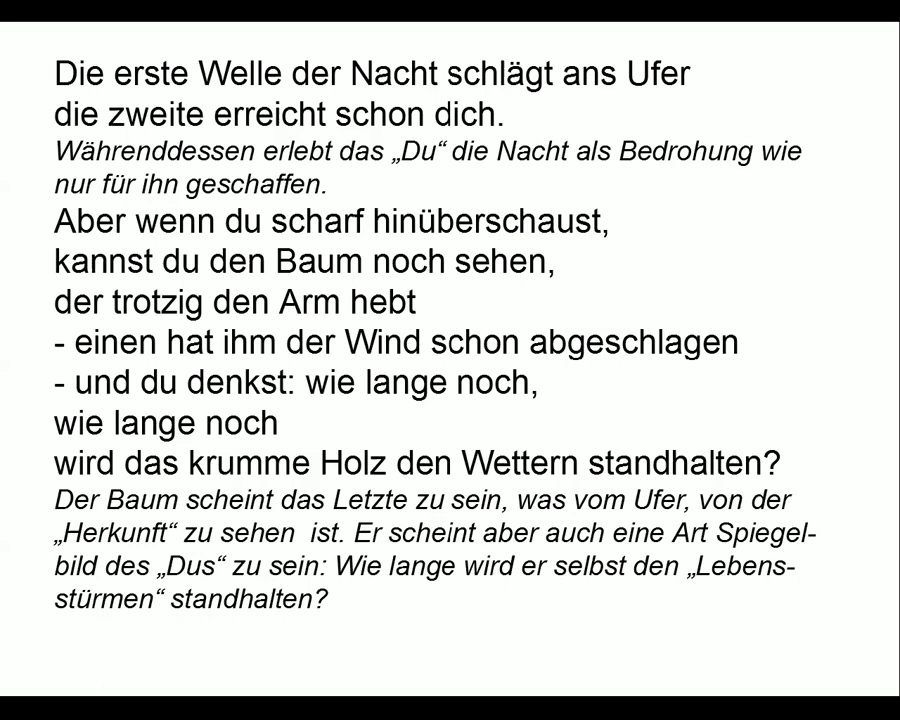 Die erste Welle der Nacht schlägt ans Ufer
die zweite erreicht schon dich.
Währenddessen erlebt das „Du“ die Nacht als Bedrohung wie
nur für ihn geschaffen.
Aber wenn du scharf hinüberschaust,
kannst du den Baum noch sehen,
der trotzig den Arm hebt
- einen hat ihm der Wind schon abgeschlagen
- und du denkst: wie lange noch,
wie lange noch
wird das krumme Holz den Wettern standhalten?
Der Baum scheint das Letzte zu sein, was vom Ufer, von der
„Herkunft“ zu sehen ist. Er scheint aber auch eine Art Spiegel-
bild des „Dus“ zu sein: Wie lange wird er selbst den „Lebens-
stürmen“ standhalten?